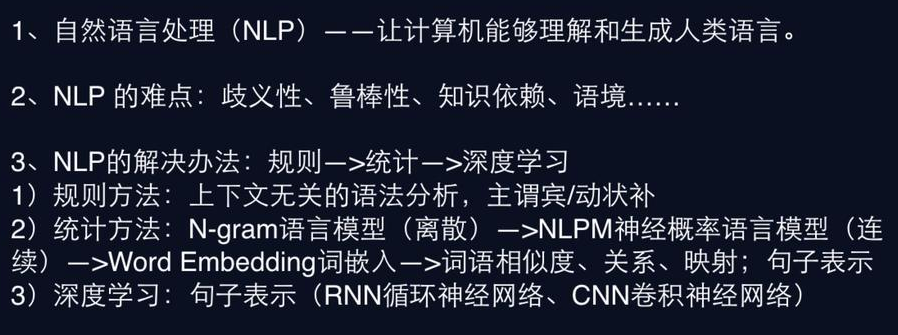 1、自然语言处理（NLP）——让计算机能够理解和生成人类语言。
2、NLP 的难点：歧义性、鲁棒性、知识依赖、语境......
3、NLP的解决办法：规则—>统计—>深度学习
1）规则方法：上下文无关的语法分析，主谓宾/动状补
2）统计方法：N-gram语言模型（离散）—>NLPM神经概率语言模型（连
续）—>Word Embedding词嵌入—>词语相似度、关系、映射；句子表示
3）深度学习：句子表示（RNN循环神经网络、CNN卷积神经网络）